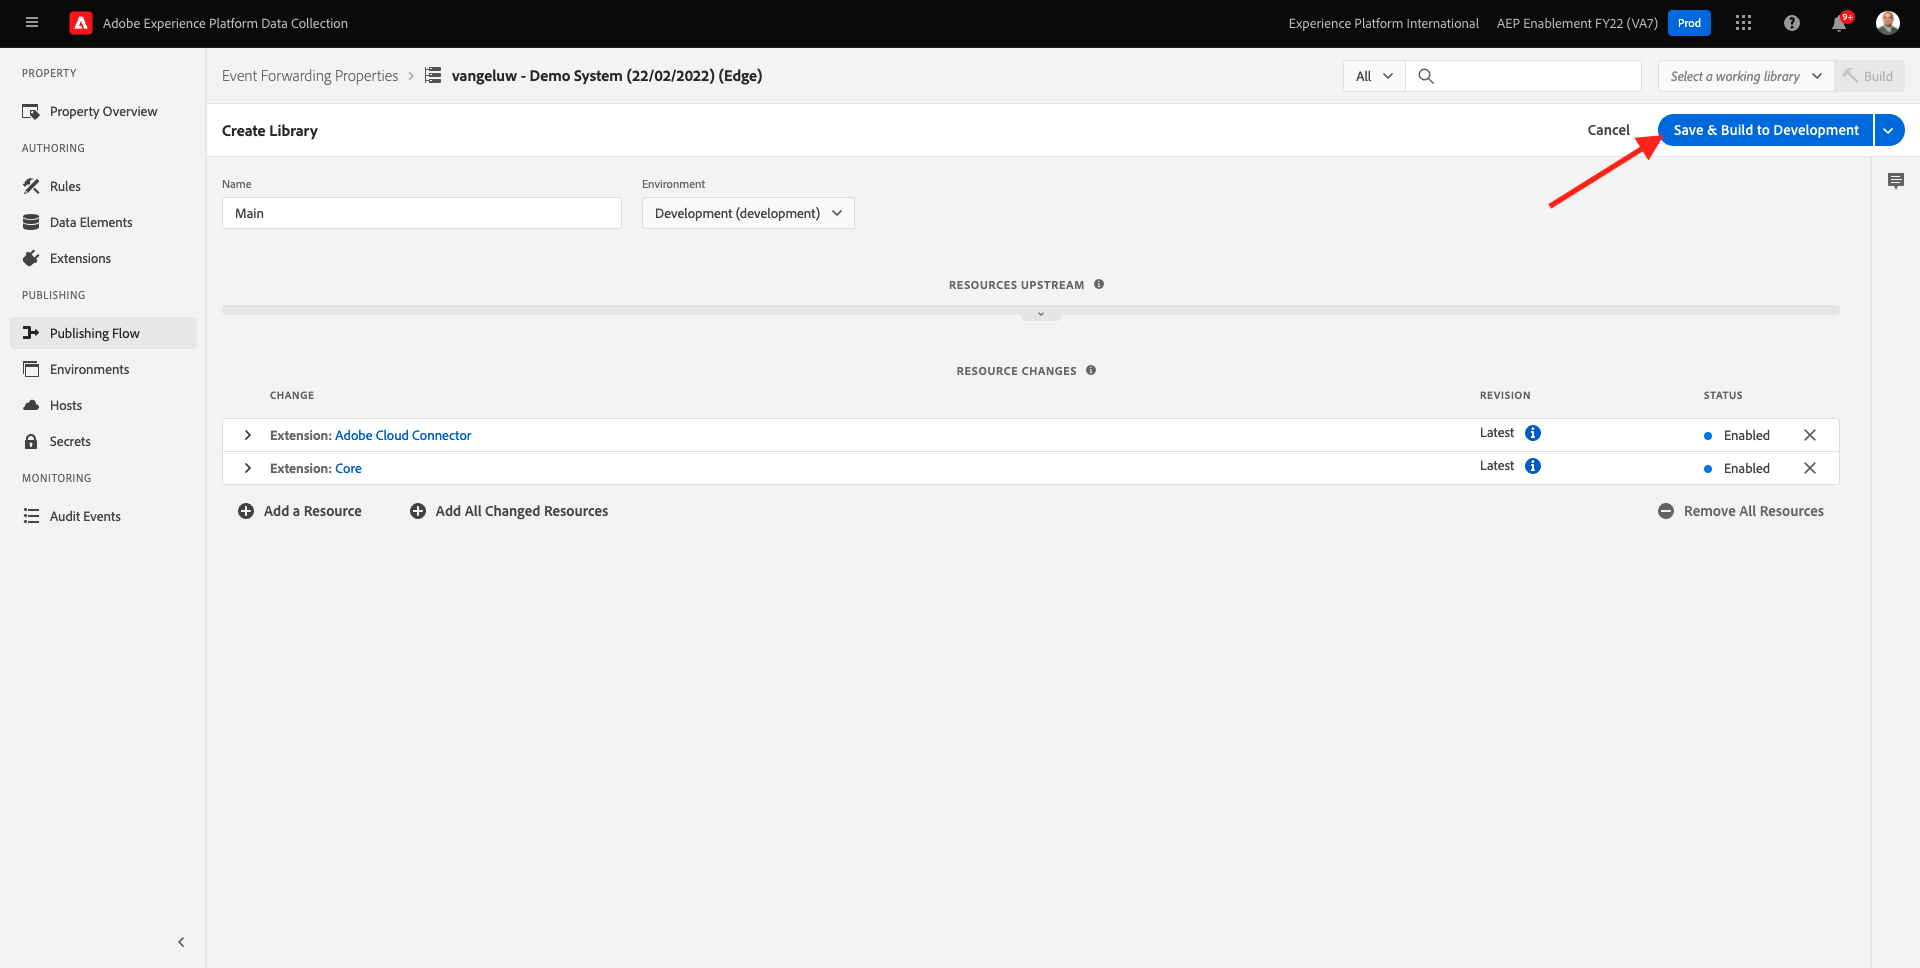 Adobe Experience Platform Data Collection
Experience Platform International
AEP Enablement FY22 (VA7)
Prod
9+
PROPERTY
Property Overview
AUTHORING
Rules
Data Elements
Extensions
PUBLISHING
Publishing Flow
Environments
Hosts
Secrets
MONITORING
Audit Events
Event Forwarding Properties
vangeluw - Demo System (22/02/2022) (Edge)
All
Select a working library
Build
Create Library
Cancel
Save & Build to Development
Name
Main
Environment
Development (development)
RESOURCES UPSTREAM
RESOURCE CHANGES
CHANGE REVISION STATUS
Extension: Adobe Cloud Connector Latest Enabled
Extension: Core Latest Enabled
Add a Resource Add All Changed Resources Remove All Resources